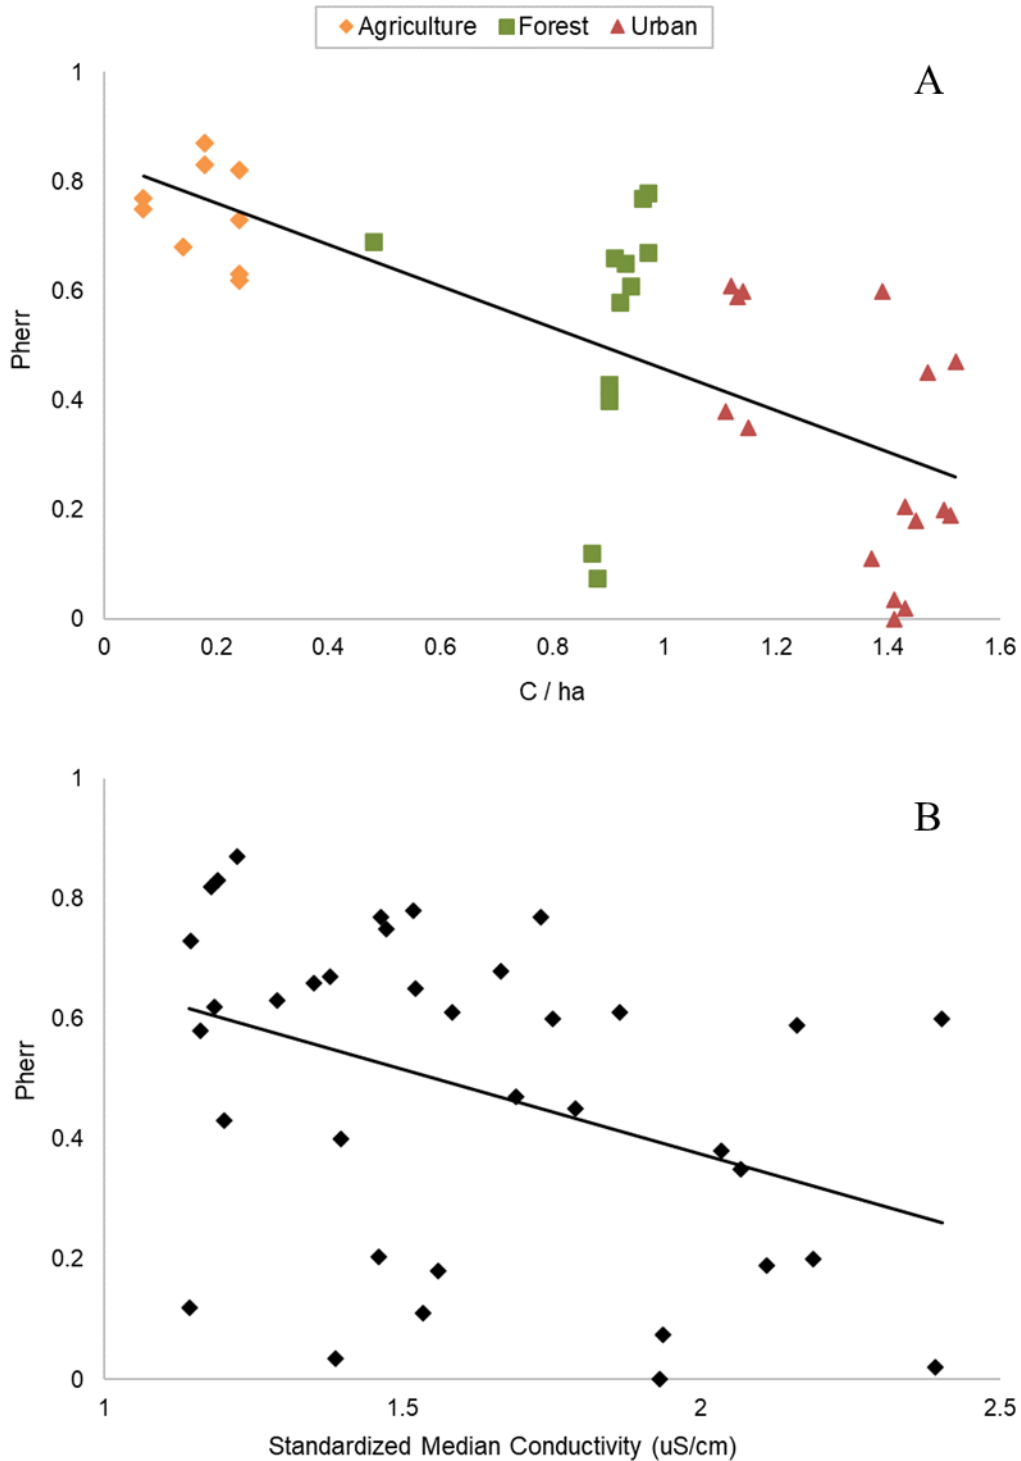 Agriculture Forest Urban
A
1
0.8
0.6
0.4
0.2
0
Pherr
0 0.2 0.4 0.6 0.8 1 1.2 1.4 1.6
C / ha
B
1
0.8
0.6
0.4
0.2
0
Pherr
1 1.5 2 2.5
Standardized Median Conductivity (uS/cm)